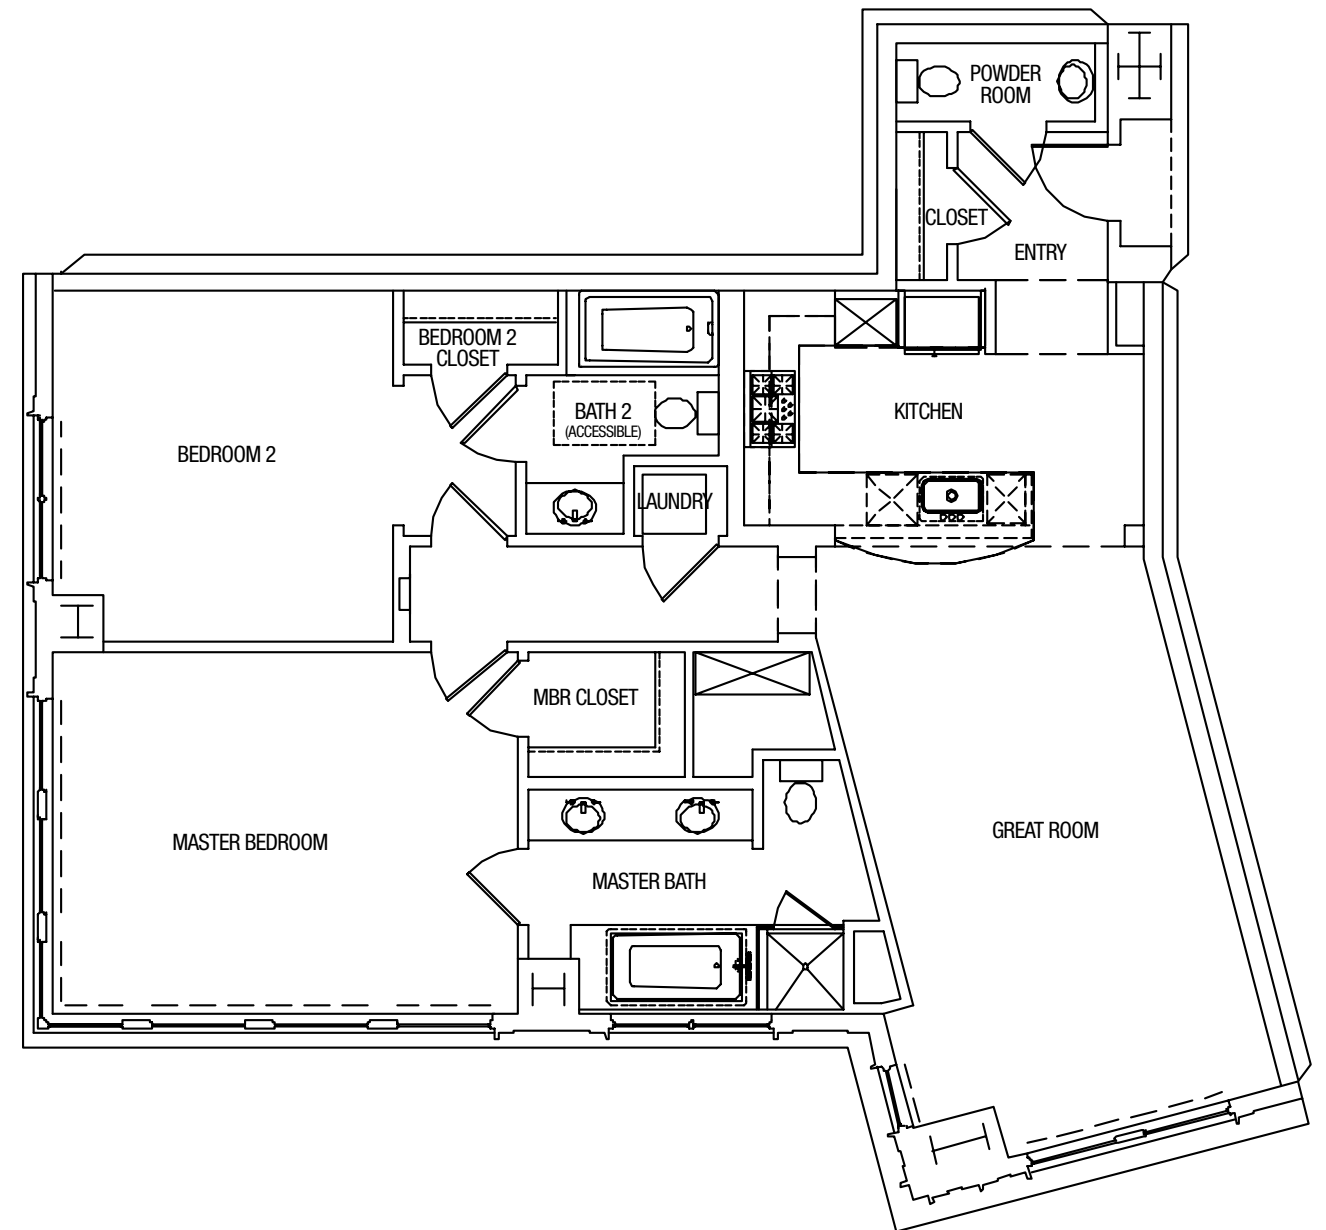 POWDER
ROOM
CLOSET
ENTRY
BEDROOM 2
CLOSET
BATH 2
(ACCESSIBLE)
KITCHEN
BEDROOM 2
LAUNDRY
MBR CLOSET
MASTER BEDROOM
GREAT ROOM
MASTER BATH